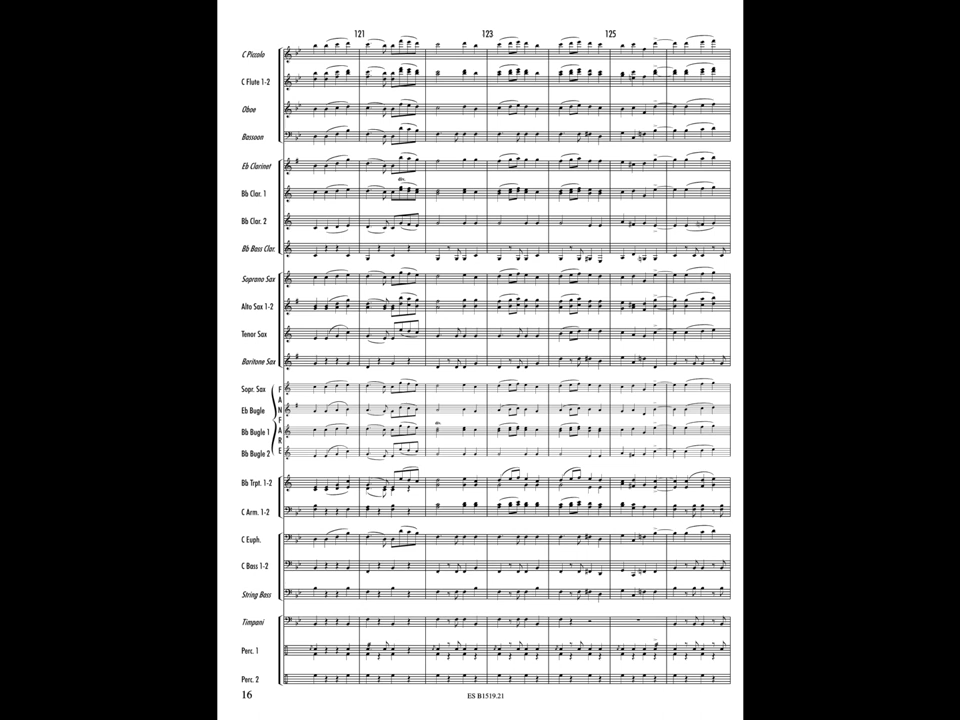 121 123 125
C Piccolo
C Flute 1-2
Oboe
Bassoon
Eb Clarinet
Bb Clar. 1
div.
Bb Clar. 2
Bb Bass Clar.
Soprano Sax
Alto Sax 1-2
Tenor Sax
Baritone Sax
Sopr. Sax
Eb Bugle
Bb Bugle 1
div.
Bb Bugle 2
FANFARE
Bb Trpt. 1-2
C Arm. 1-2
C Euph.
C Bass 1-2
String Bass
Timpani
Perc. 1
Perc. 2
16
ES B1519.21